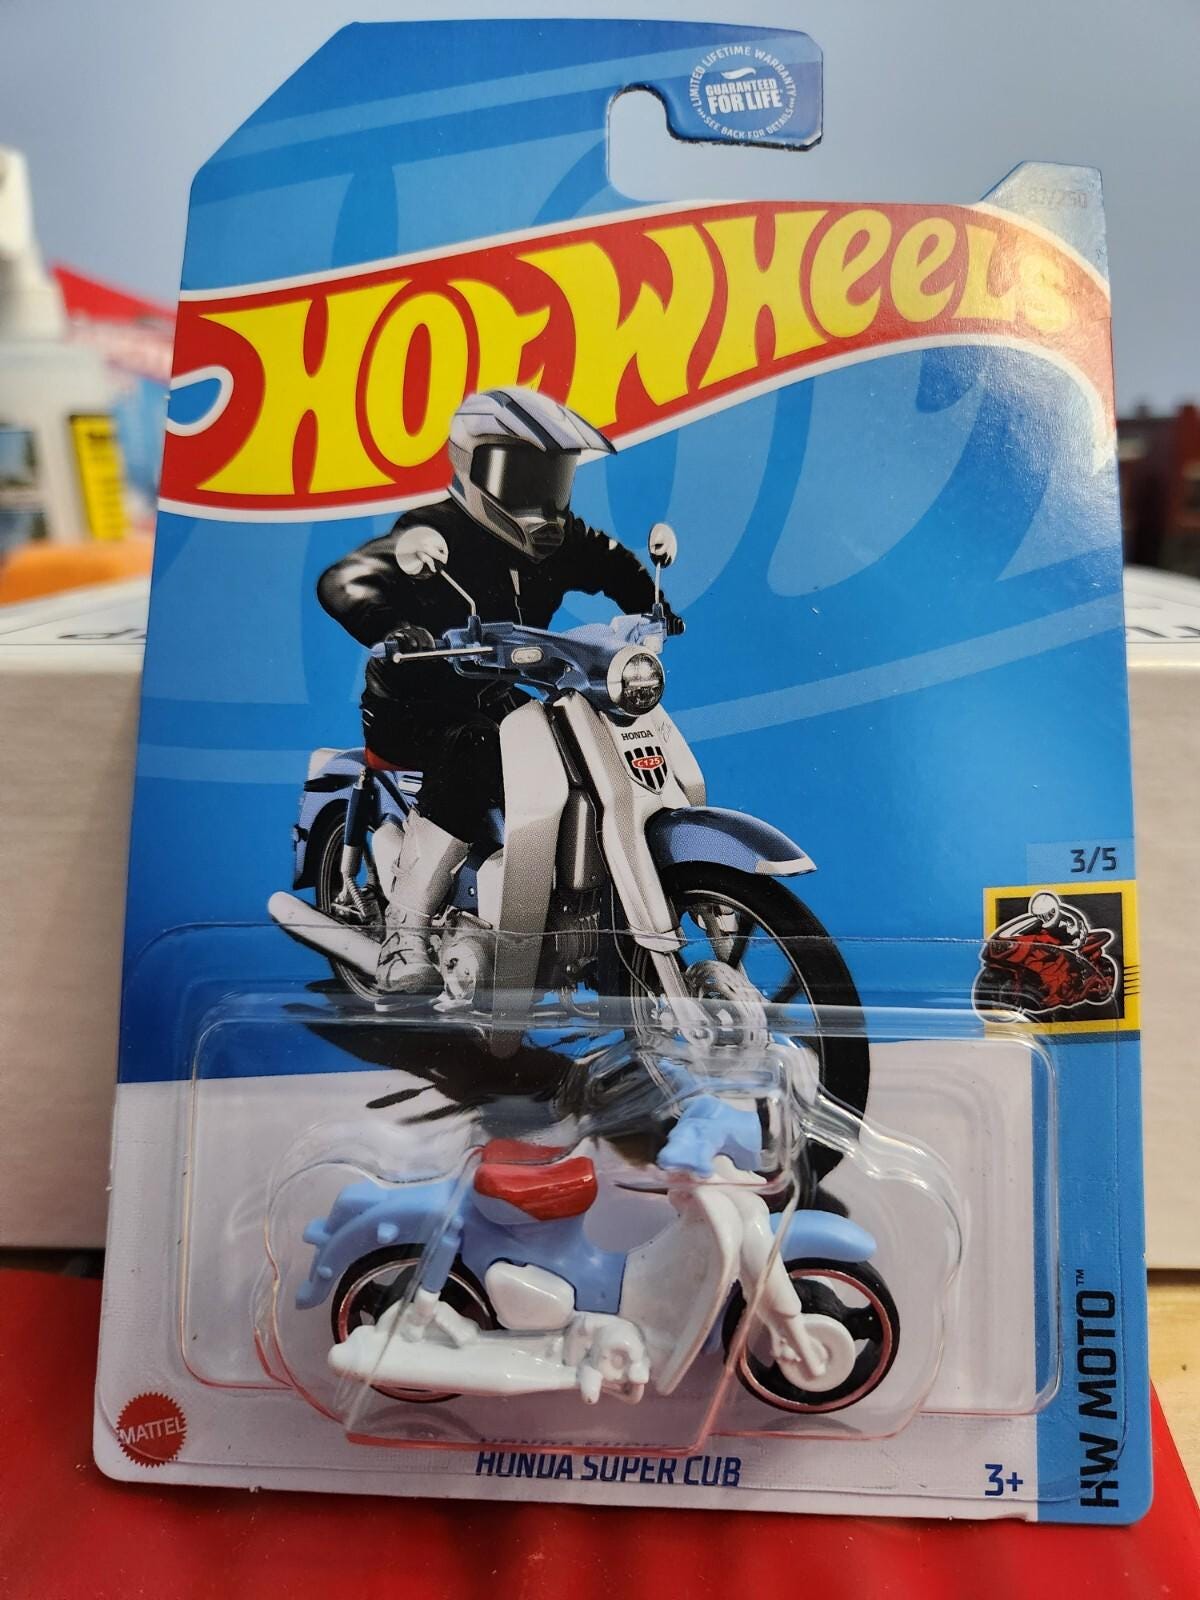 LIMITED LIFETIME WARRANTY
GUARANTEED
FOR LIFE
SEE BACK FOR DETAILS
HOT WHEELS
HONDA
C125
3/5
HW MOTO™
MATTEL
HONDA SUPER CUB
3+